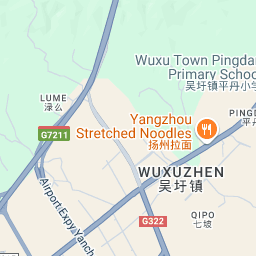 Wuxu Town Pingdan
Primary School
吴圩镇平丹小学
LUME
渌么
G7211
Yangzhou
Stretched Noodles
扬州拉面
PINGD
WUXUZHEN
吴圩镇
Airport Expy Yanch
QIPO
七坡
G322